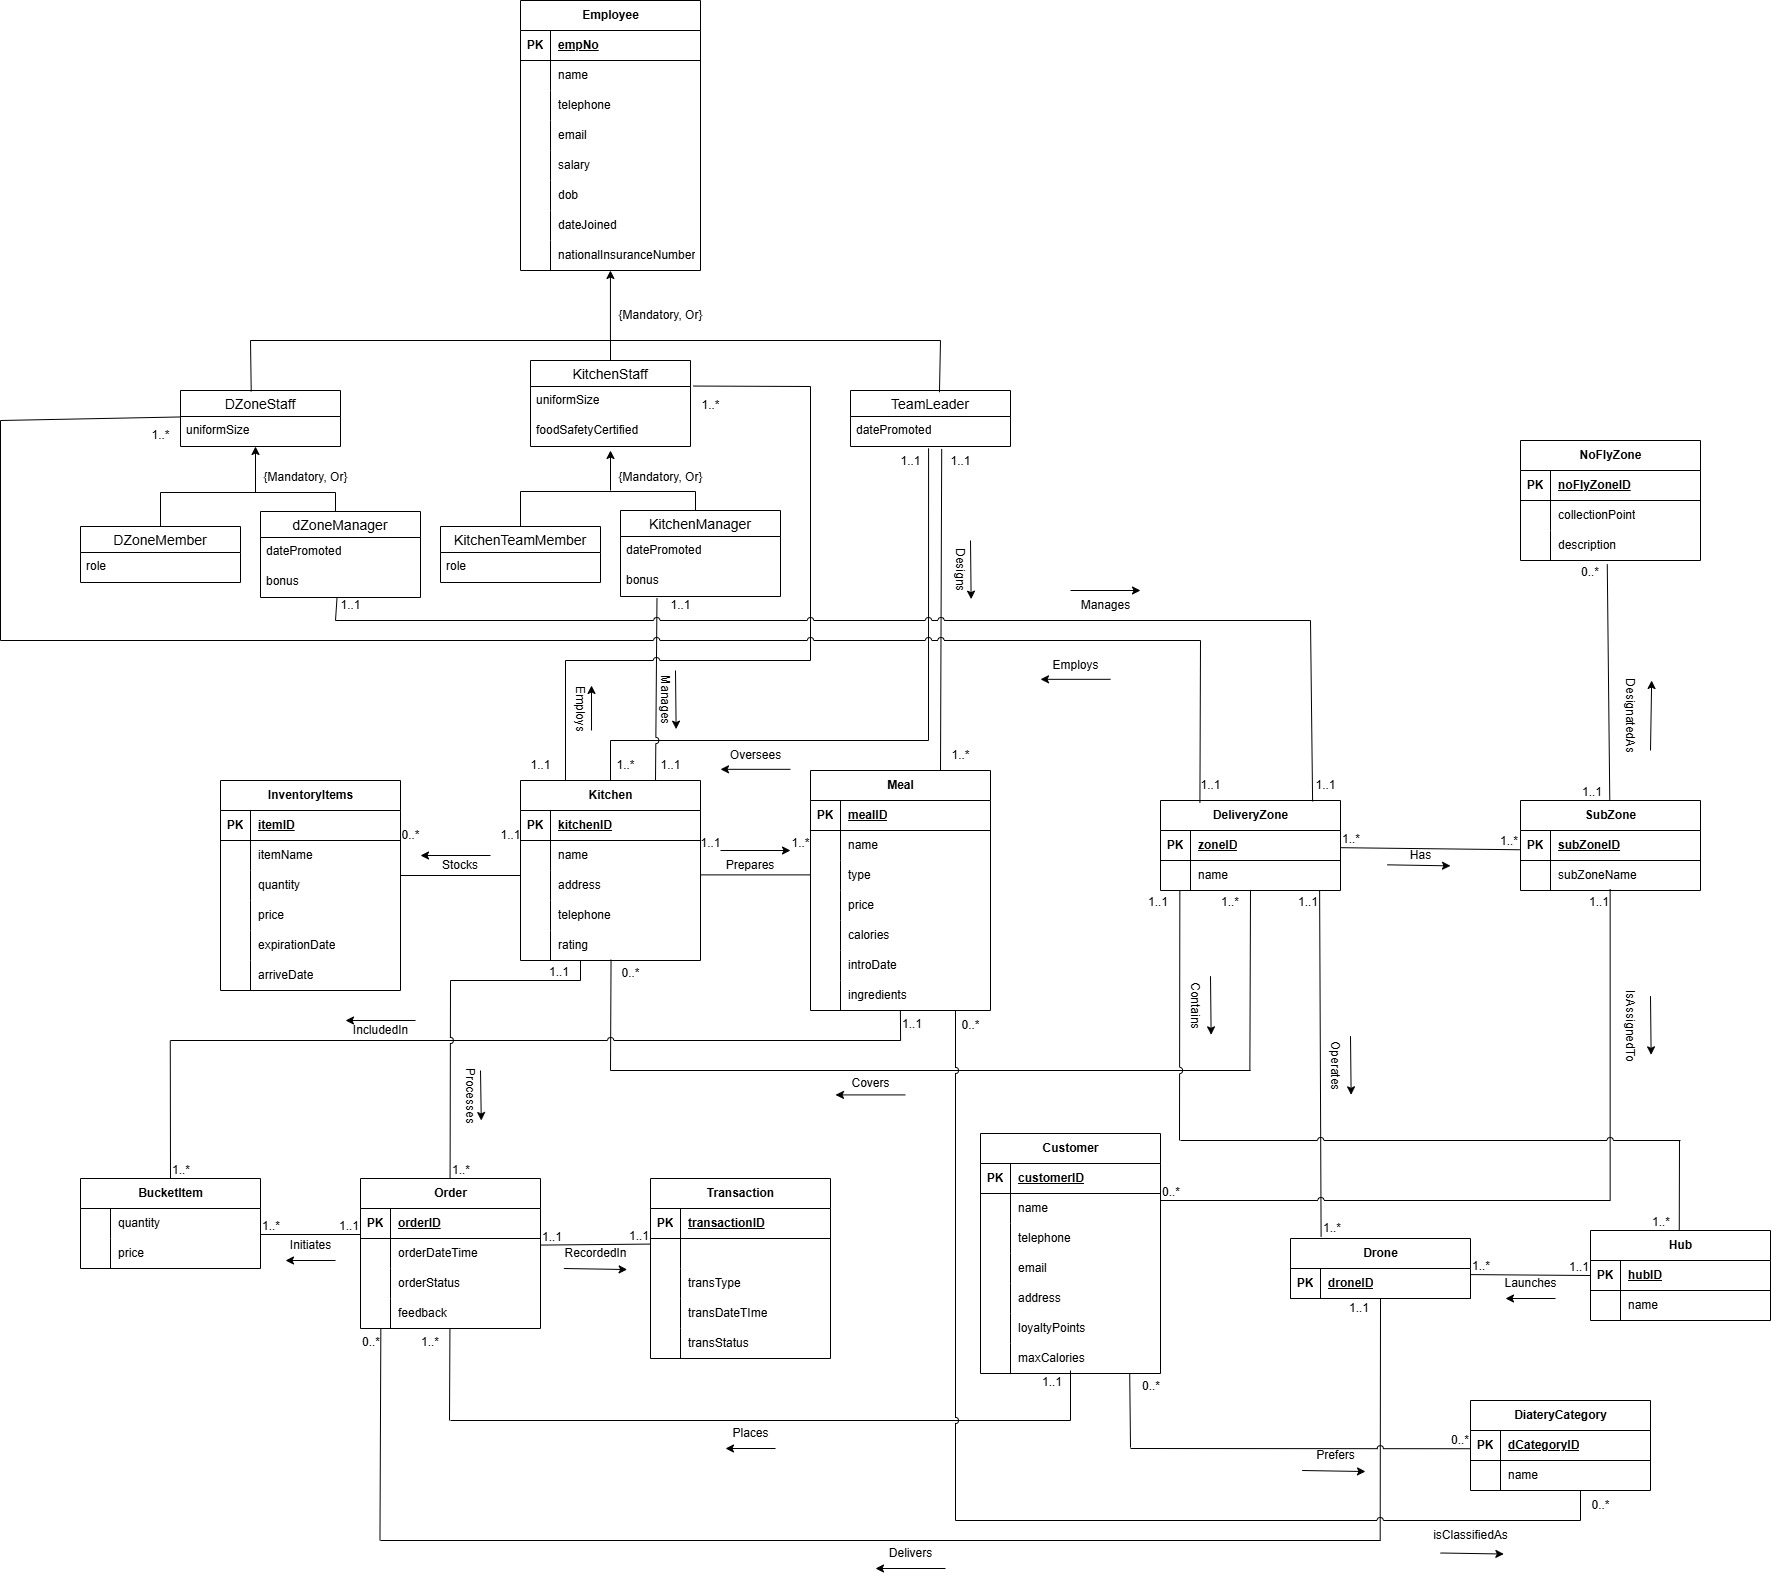 Employee
PK empNo
name
telephone
email
salary
dob
dateJoined
nationalInsuranceNumber
{Mandatory, Or}
DZoneStaff
uniformSize
1..*
{Mandatory, Or}
KitchenStaff
uniformSize
foodSafetyCertified
1..*
{Mandatory, Or}
TeamLeader
datePromoted
1..1
1..1
DZoneMember
role
dZoneManager
datePromoted
bonus
1..1
KitchenTeamMember
role
KitchenManager
datePromoted
bonus
1..1
Designs
Manages
NoFlyZone
PK noFlyZoneID
collectionPoint
description
0..*
Employs
Manages
Employs
DesignatedAs
Oversees
1..1
1..*
1..1
1..*
1..1
1..1
1..1
InventoryItems
PK itemID
itemName
quantity
price
expirationDate
arriveDate
0..*
1..1
Stocks
Kitchen
PK kitchenID
name
address
telephone
rating
1..1
1..*
Prepares
Meal
PK mealID
name
type
price
calories
introDate
ingredients
DeliveryZone
PK zoneID
name
1..*
1..*
Has
SubZone
PK subZoneID
subZoneName
1..1
1..*
1..1
1..1
1..1
0..*
1..1
0..*
IncludedIn
Contains
Operates
IsAssignedTo
Processes
Covers
1..*
1..*
BucketItem
quantity
price
1..*
1..1
Initiates
Order
PK orderID
orderDateTime
orderStatus
feedback
1..1
1..1
RecordedIn
Transaction
PK transactionID
transType
transDateTIme
transStatus
Customer
PK customerID
name
telephone
email
address
loyaltyPoints
maxCalories
0..*
1..*
1..*
Drone
PK droneID
1..*
1..1
Launches
Hub
PK hubID
name
0..*
1..*
1..1
1..1
0..*
Places
DiateryCategory
PK dCategoryID
name
0..*
Prefers
0..*
isClassifiedAs
Delivers